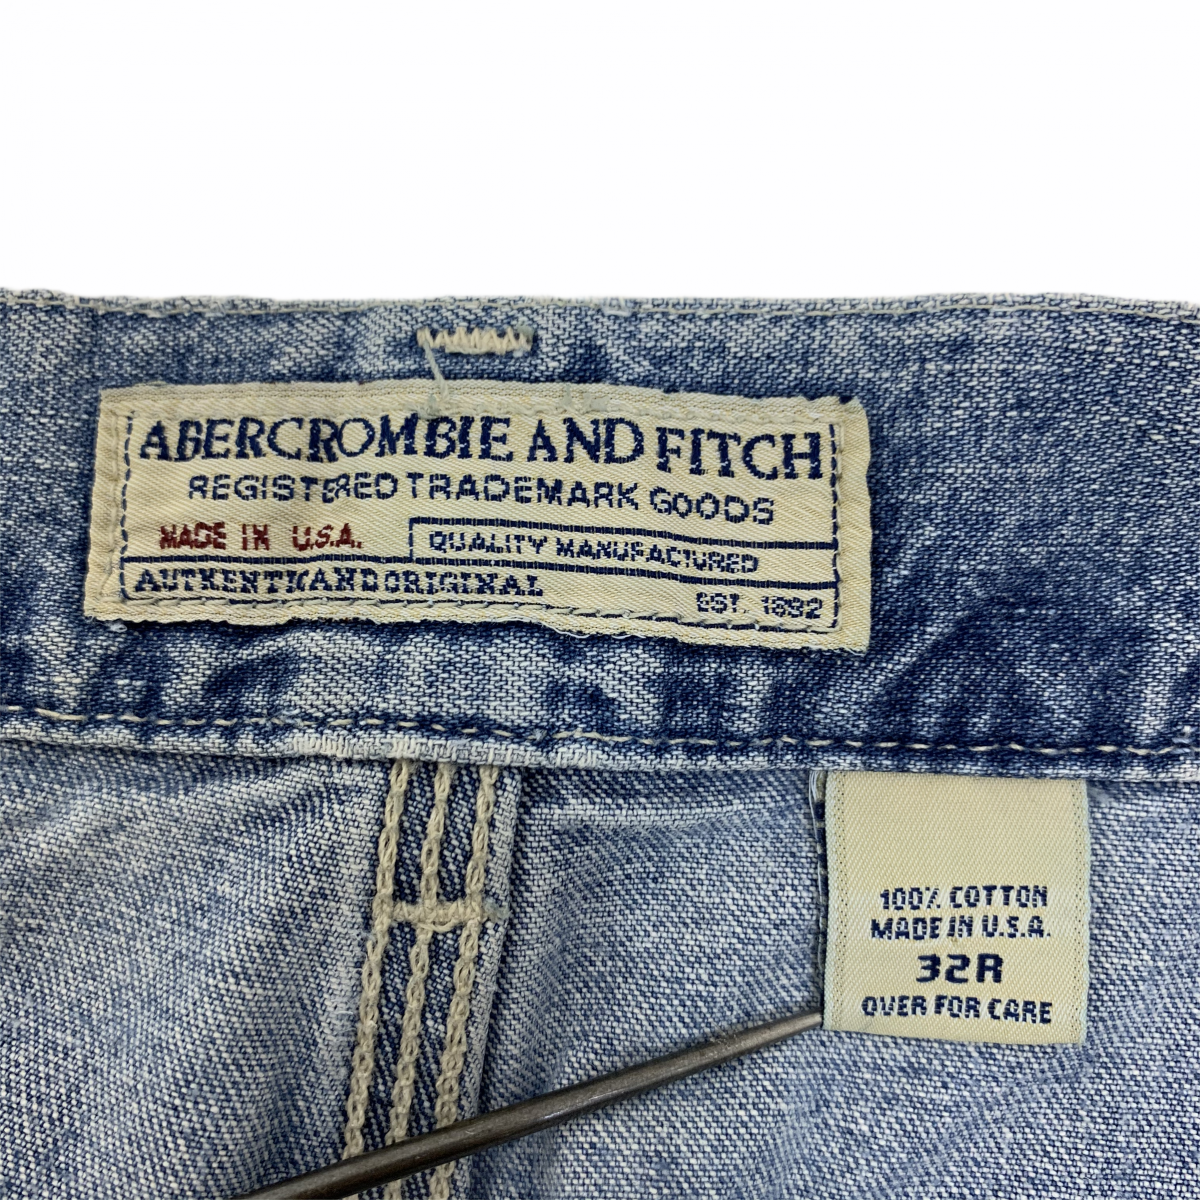 ABERCROMBIE AND FITCH
REGISTERED TRADEMARK GOODS
MADE IN U.S.A.
QUALITY MANUFACTURED
AUTHENTIC AND ORIGINAL
EST. 1892
100% COTTON
MADE IN U.S.A.
32R
OVER FOR CARE